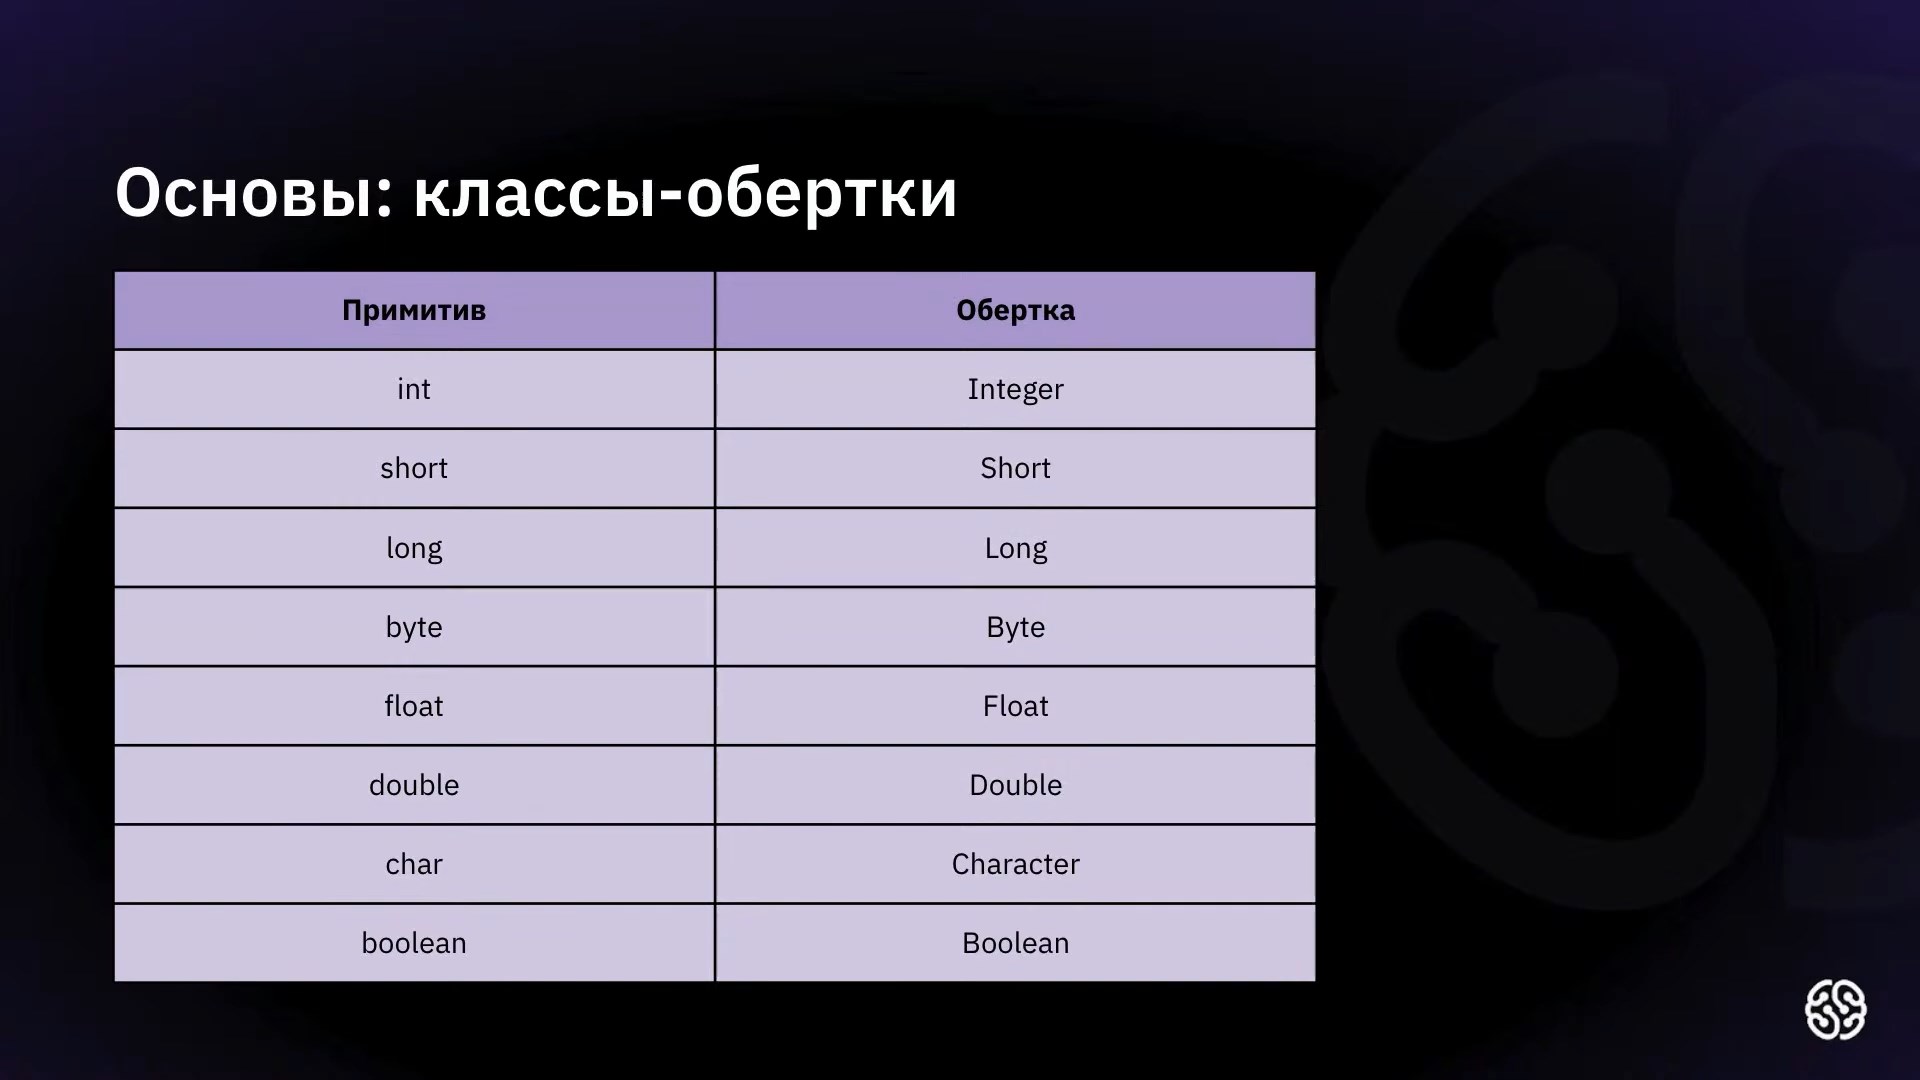 Основы: классы-обертки
Примитив Обертка
int Integer
short Short
long Long
byte Byte
float Float
double Double
char Character
boolean Boolean